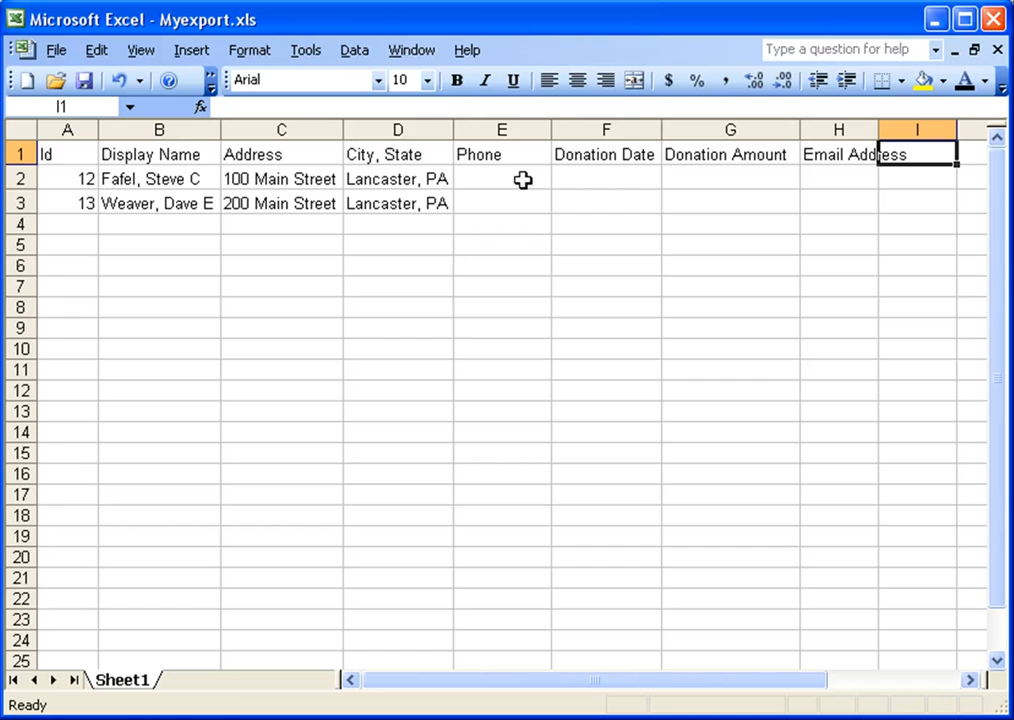 Microsoft Excel - Myexport.xls
File Edit View Insert Format Tools Data Window Help Type a question for help
Arial 10 B I U $ % ,
I1 fx
A B C D E F G H I
1 Id Display Name Address City, State Phone Donation Date Donation Amount Email Address
2 12 Fafel, Steve C 100 Main Street Lancaster, PA
3 13 Weaver, Dave E 200 Main Street Lancaster, PA
4
5
6
7
8
9
10
11
12
13
14
15
16
17
18
19
20
21
22
23
24
25
Sheet1
Ready